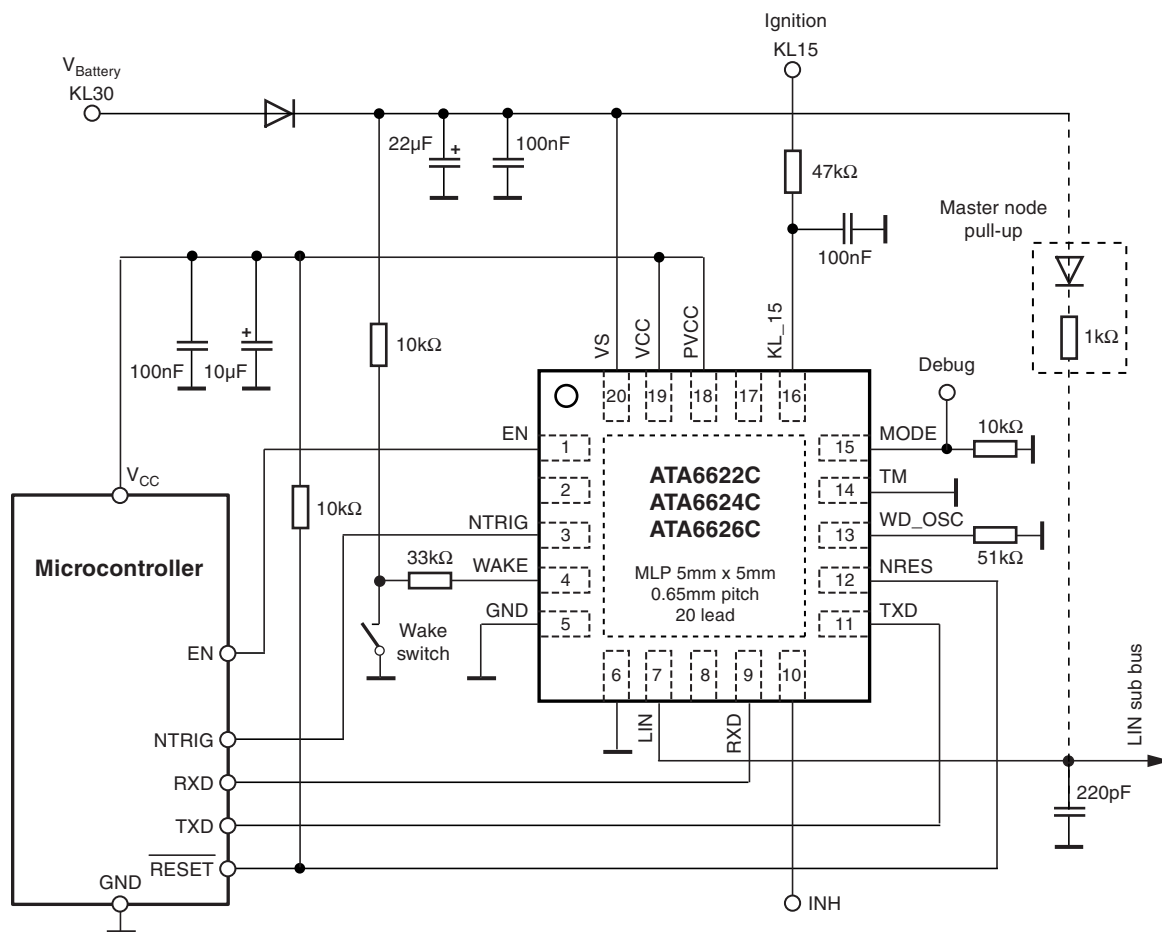 Ignition
KL15
V_Battery
KL30
22µF
+
100nF
47kΩ
Master node
pull-up
100nF
1kΩ
100nF
10µF
+
10kΩ
VS
VCC
PVCC
KL_15
Debug
20
19
18
17
16
EN
1
2
NTRIG
3
WAKE
4
GND
5
ATA6622C
ATA6624C
ATA6626C
MLP 5mm x 5mm
0.65mm pitch
20 lead
15
MODE
10kΩ
14
TM
13
WD_OSC
51kΩ
12
NRES
11
TXD
6
7
8
9
10
LIN
RXD
V_CC
10kΩ
33kΩ
Wake
switch
Microcontroller
EN
NTRIG
RXD
TXD
RESET
GND
INH
LIN sub bus
220pF